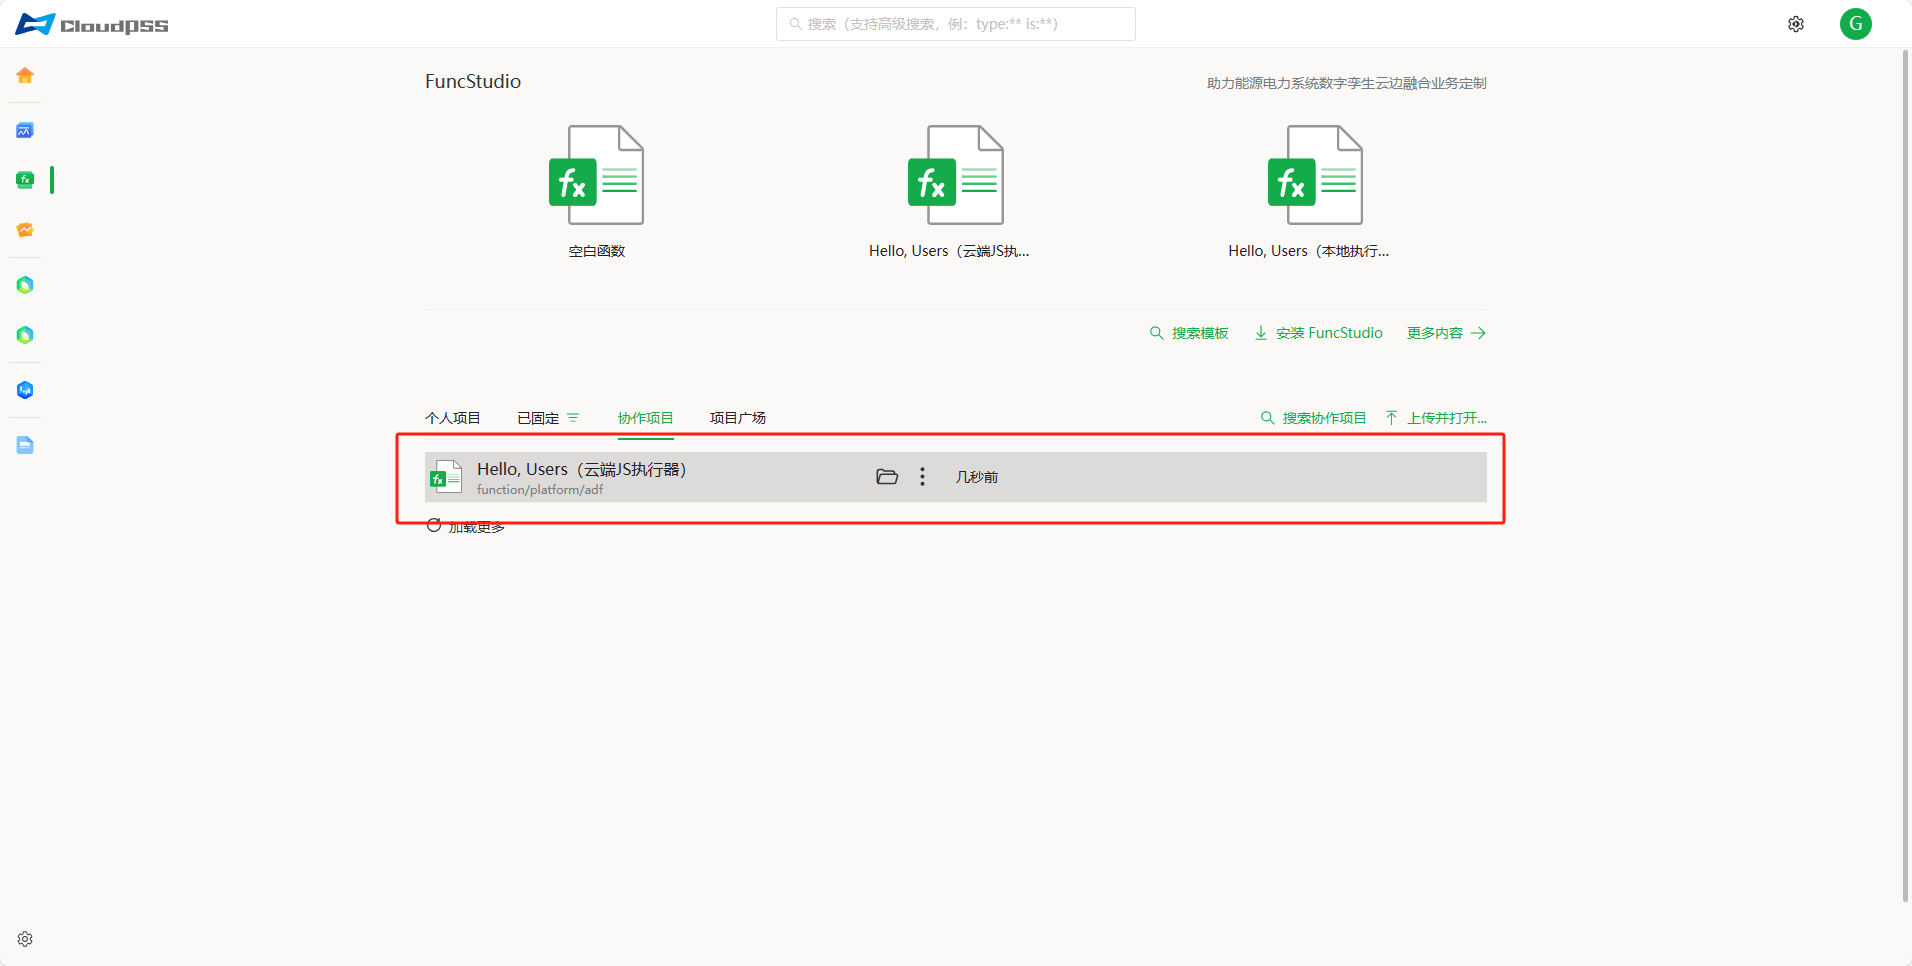 CloudPSS
搜索（支持高级搜索，例：type:** is:**）
G
FuncStudio
助力能源电力系统数字孪生云边融合业务定制
fx
fx
fx
空白函数
Hello, Users（云端JS执...
Hello, Users（本地执行...
搜索模板
安装 FuncStudio
更多内容
个人项目
已固定
协作项目
项目广场
搜索协作项目
上传并打开...
Hello, Users（云端JS执行器）
几秒前
function/platform/adf
加载更多